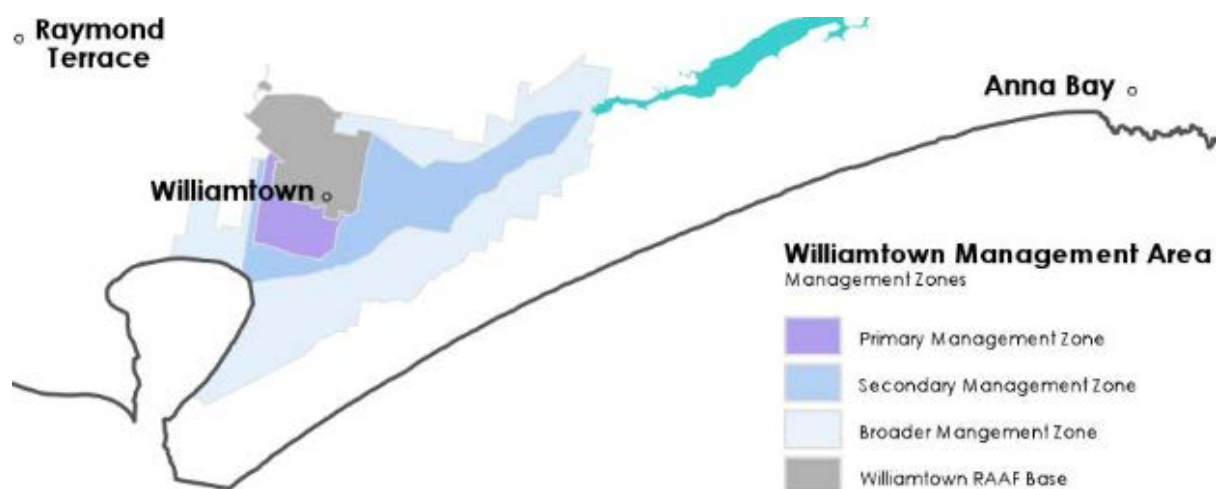 Raymond
Terrace
Anna Bay
Williamtown
Williamtown Management Area
Management Zones
Primary Management Zone
Secondary Management Zone
Broader Mangement Zone
Williamtown RAAF Base